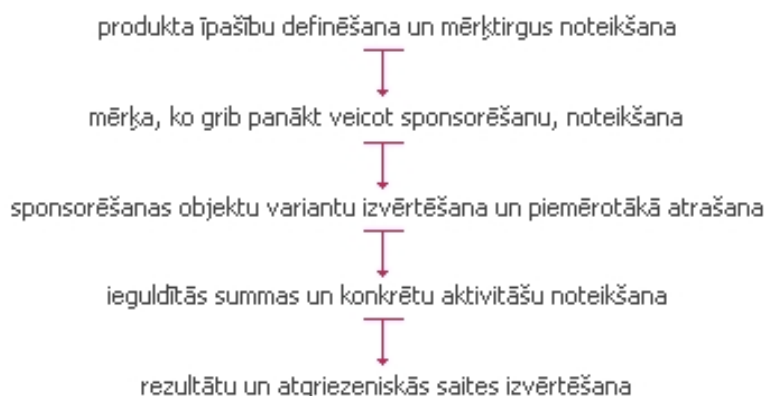 produkta īpašību definēšana un mērķtirgus noteikšana
mērķa, ko grib panākt veicot sponsorēšanu, noteikšana
sponsorēšanas objektu variantu izvērtēšana un piemērotākā atrašana
ieguldītās summas un konkrētu aktivitāšu noteikšana
rezultātu un atgriezeniskās saites izvērtēšana